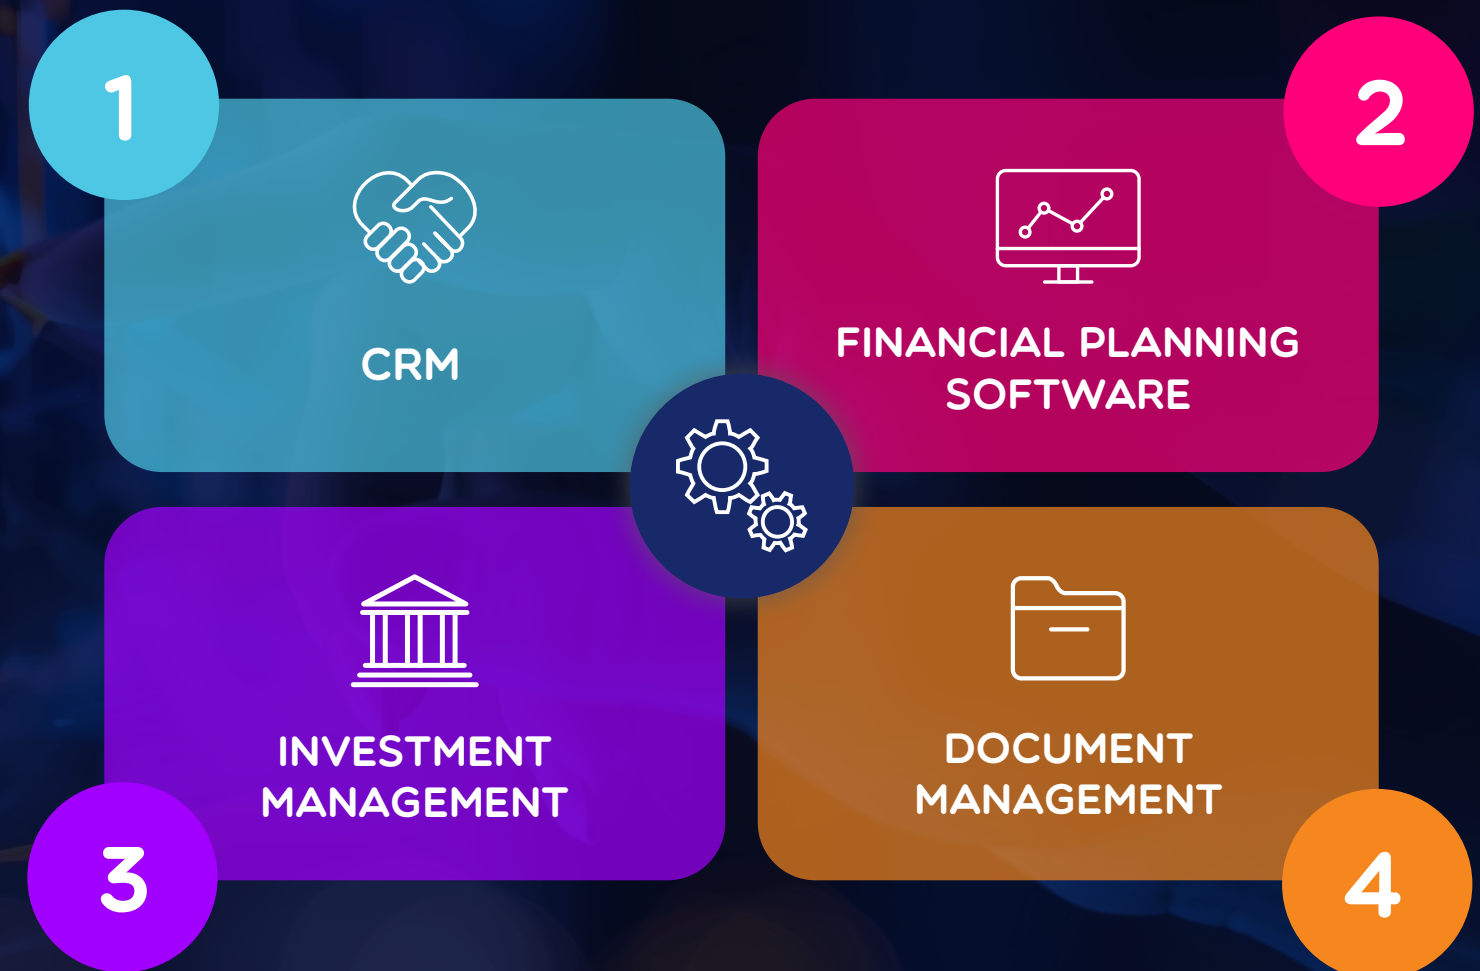 1
CRM
2
FINANCIAL PLANNING
SOFTWARE
3
INVESTMENT
MANAGEMENT
4
DOCUMENT
MANAGEMENT